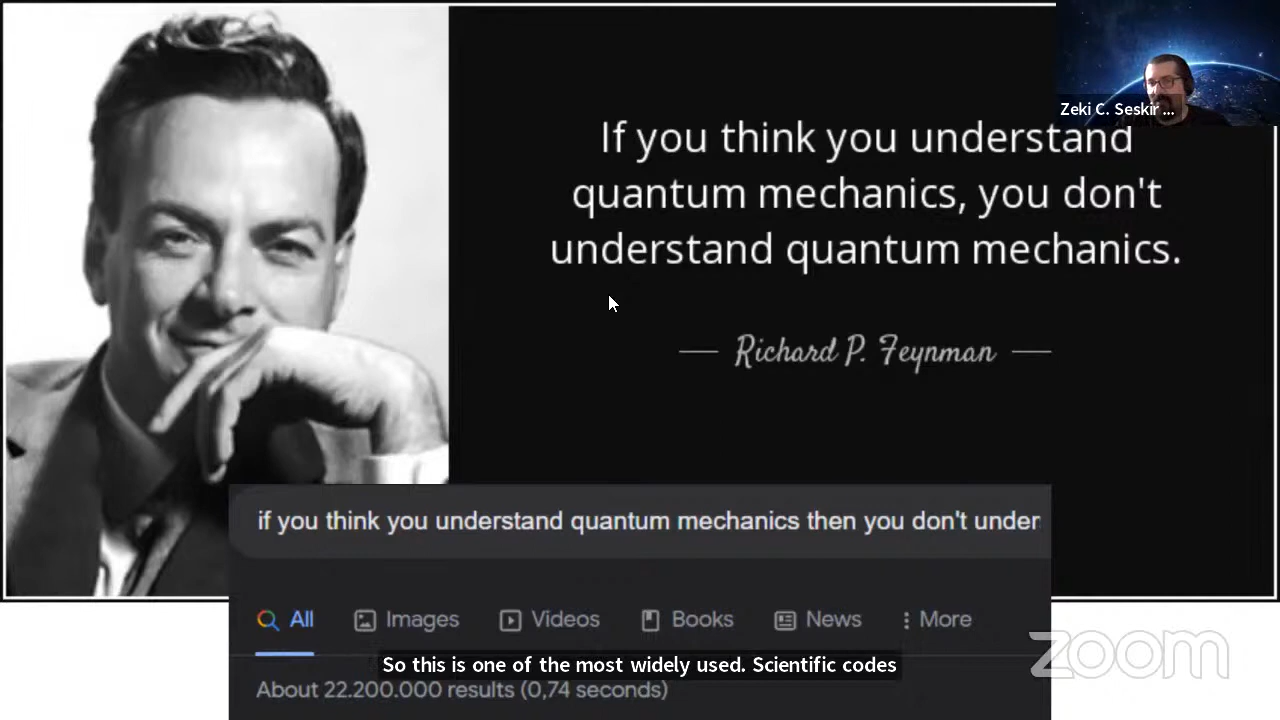 Zeki C. Seskir ...
If you think you understand
quantum mechanics, you don't
understand quantum mechanics.
Richard P. Feynman
if you think you understand quantum mechanics then you don't under
All Images Videos Books News More
So this is one of the most widely used. Scientific codes
About 22.200.000 results (0,74 seconds)
zoom